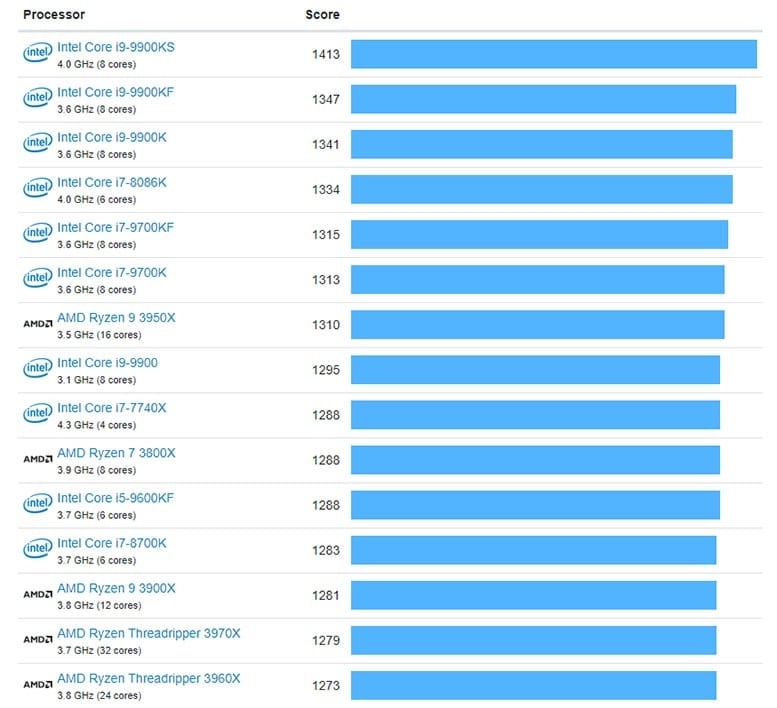 Processor Score
intel Intel Core i9-9900KS
4.0 GHz (8 cores)
1413
intel Intel Core i9-9900KF
3.6 GHz (8 cores)
1347
intel Intel Core i9-9900K
3.6 GHz (8 cores)
1341
intel Intel Core i7-8086K
4.0 GHz (6 cores)
1334
intel Intel Core i7-9700KF
3.6 GHz (8 cores)
1315
intel Intel Core i7-9700K
3.6 GHz (8 cores)
1313
AMD AMD Ryzen 9 3950X
3.5 GHz (16 cores)
1310
intel Intel Core i9-9900
3.1 GHz (8 cores)
1295
intel Intel Core i7-7740X
4.3 GHz (4 cores)
1288
AMD AMD Ryzen 7 3800X
3.9 GHz (8 cores)
1288
intel Intel Core i5-9600KF
3.7 GHz (6 cores)
1288
intel Intel Core i7-8700K
3.7 GHz (6 cores)
1283
AMD AMD Ryzen 9 3900X
3.8 GHz (12 cores)
1281
AMD AMD Ryzen Threadripper 3970X
3.7 GHz (32 cores)
1279
AMD AMD Ryzen Threadripper 3960X
3.8 GHz (24 cores)
1273